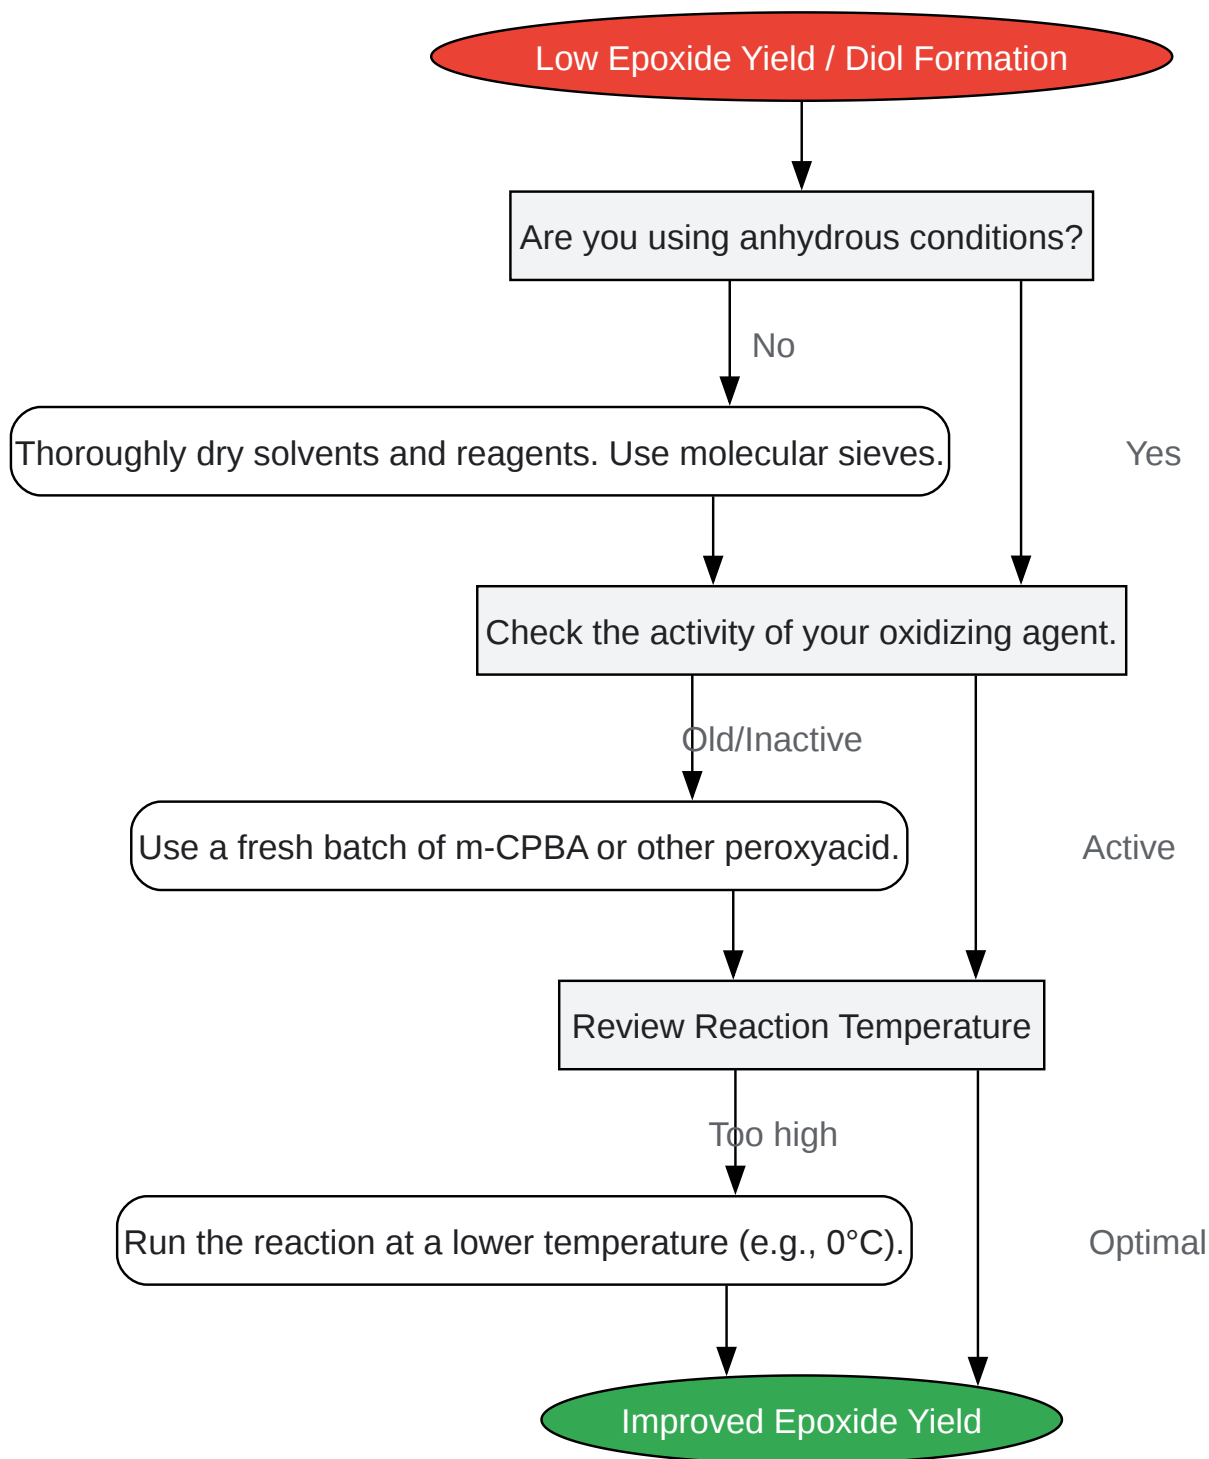 Low Epoxide Yield / Diol Formation
Are you using anhydrous conditions?
No
Thoroughly dry solvents and reagents. Use molecular sieves.
Yes
Check the activity of your oxidizing agent.
Old/Inactive
Use a fresh batch of m-CPBA or other peroxyacid.
Active
Review Reaction Temperature
Too high
Run the reaction at a lower temperature (e.g., 0°C).
Optimal
Improved Epoxide Yield